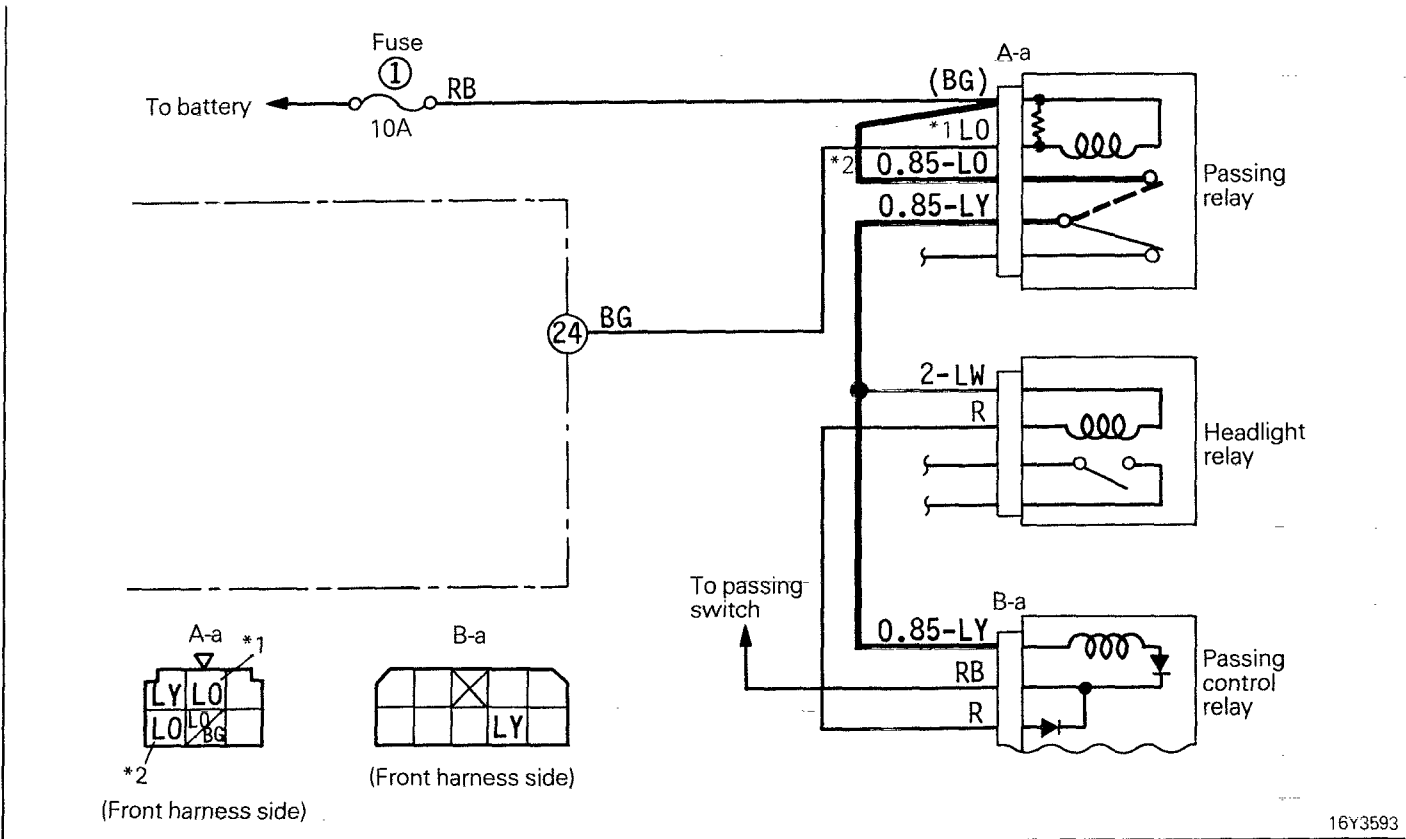 Fuse
1
To battery
RB
10A
A-a
(BG)
*1 LO
*2 0.85-LO
0.85-LY
Passing
relay
24
BG
2-LW
R
Headlight
relay
To passing
switch
B-a
0.85-LY
RB
R
Passing
control
relay
A-a
*1
LY LO
LO LO BG
*2
(Front harness side)
B-a
LY
(Front harness side)
16Y3593